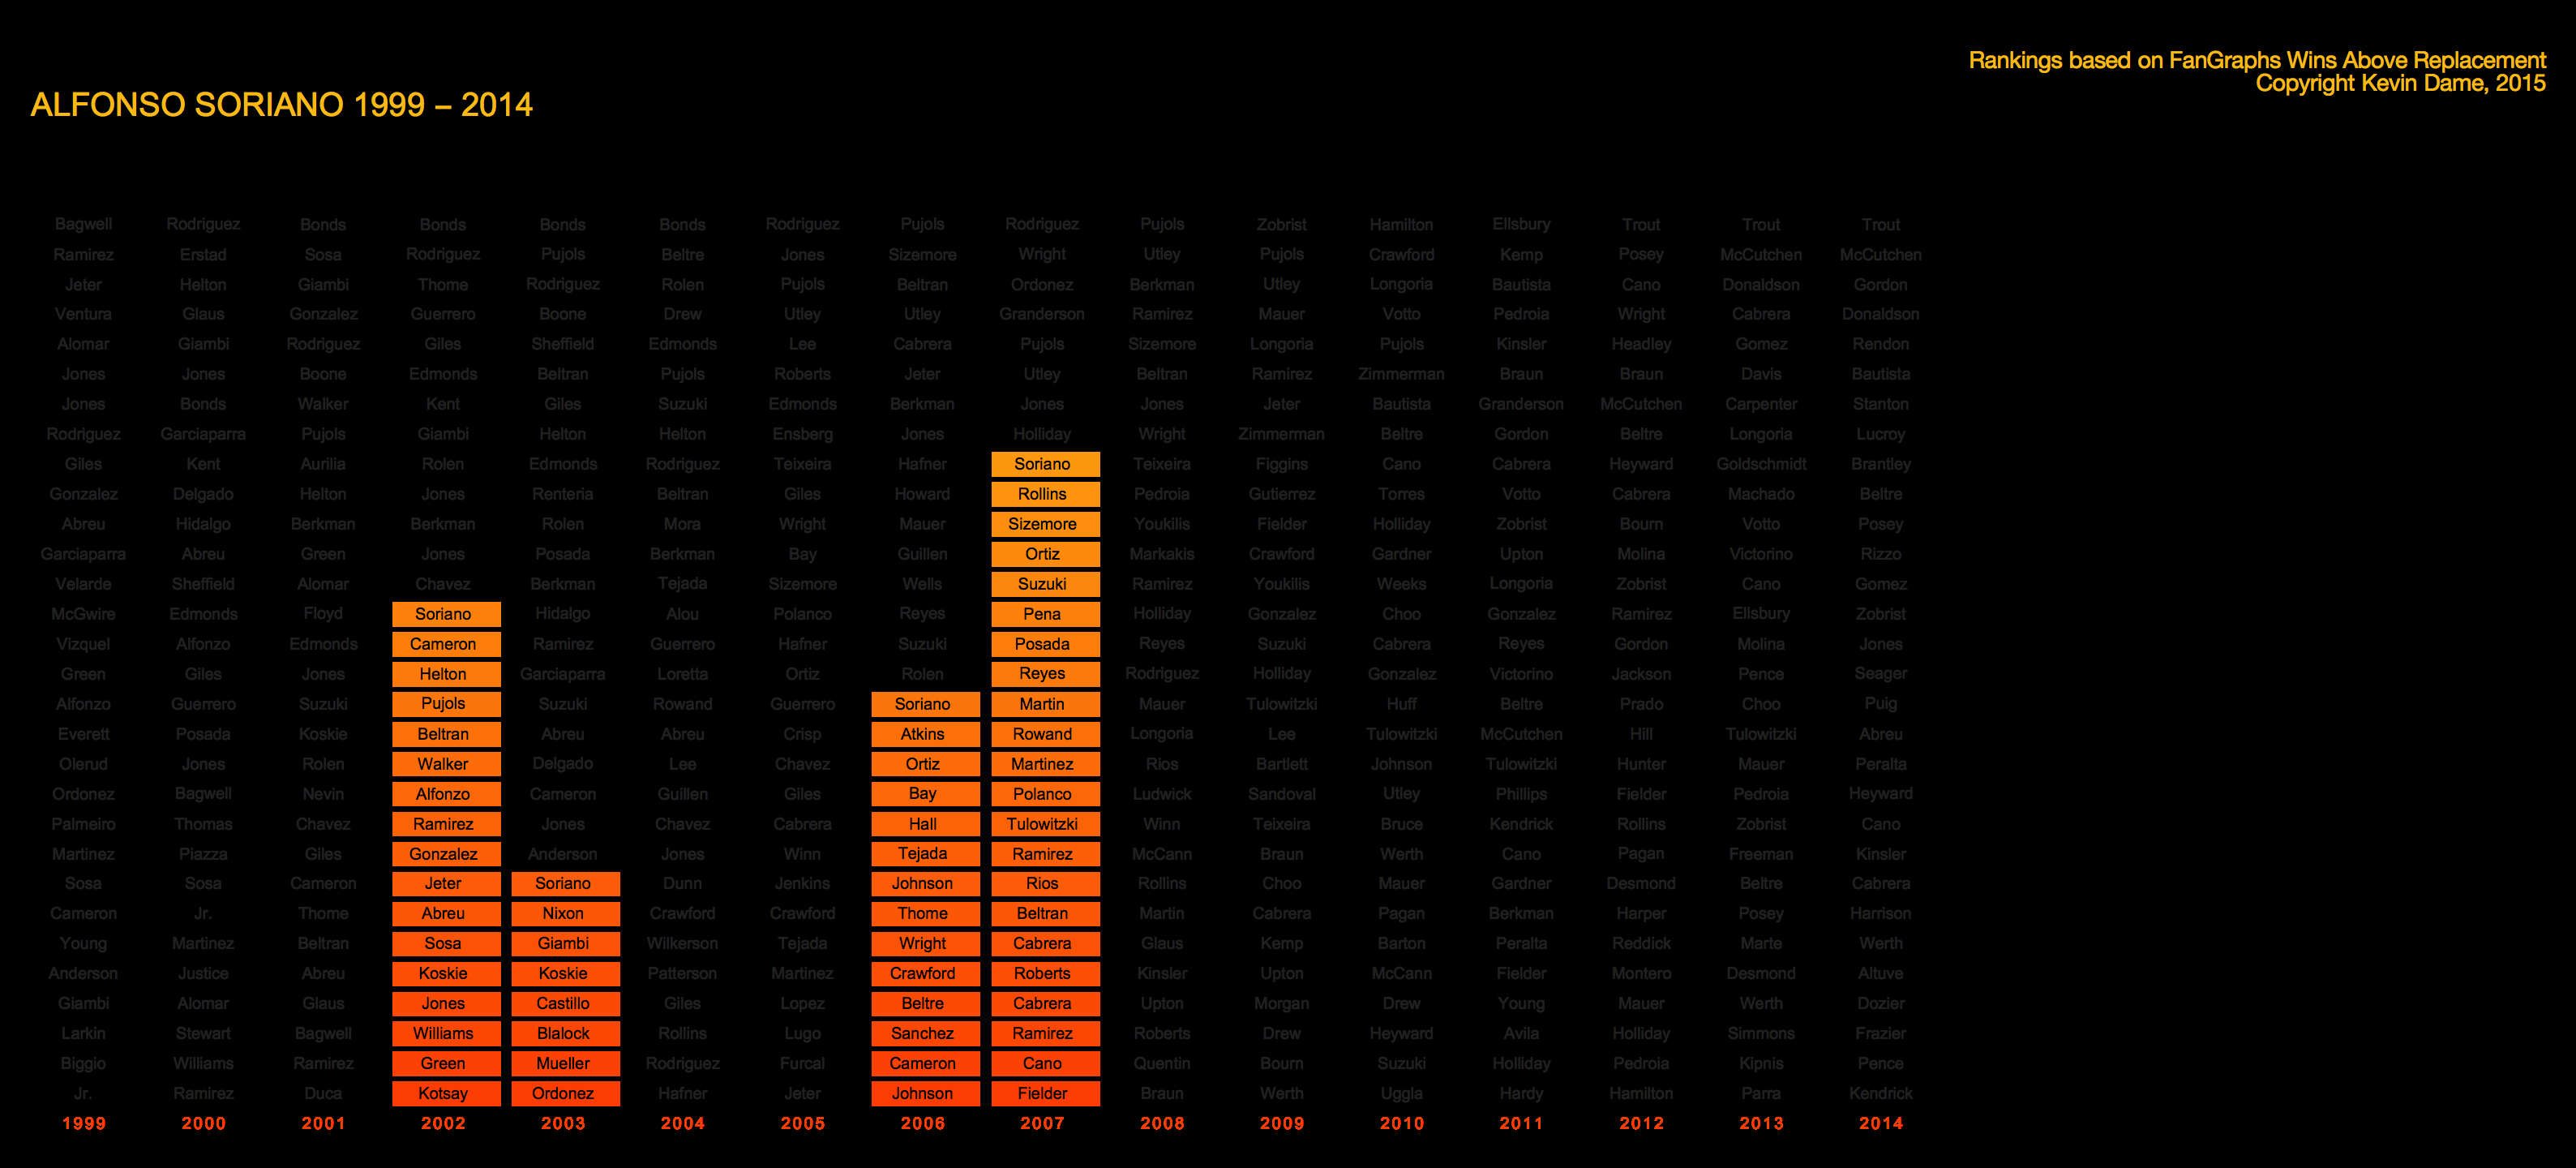 Rankings based on FanGraphs Wins Above Replacement
Copyright Kevin Dame, 2015
ALFONSO SORIANO 1999 – 2014
Bagwell Rodriguez Bonds Bonds Bonds Bonds Rodriguez Pujols Rodriguez Pujols Zobrist Hamilton Ellsbury Trout Trout Trout
Ramirez Erstad Sosa Rodriguez Pujols Beltre Jones Sizemore Wright Utley Pujols Crawford Kemp Posey McCutchen McCutchen
Jeter Helton Giambi Thome Rodriguez Rolen Pujols Beltran Ordonez Berkman Utley Longoria Bautista Cano Donaldson Gordon
Ventura Glaus Gonzalez Guerrero Boone Drew Utley Utley Granderson Ramirez Mauer Votto Pedroia Wright Cabrera Donaldson
Alomar Giambi Rodriguez Giles Sheffield Edmonds Lee Cabrera Pujols Sizemore Longoria Pujols Kinsler Headley Gomez Rendon
Jones Jones Boone Edmonds Beltran Pujols Roberts Jeter Utley Beltran Ramirez Zimmerman Braun Braun Davis Bautista
Jones Bonds Walker Kent Giles Suzuki Edmonds Berkman Jones Jones Jeter Bautista Granderson McCutchen Carpenter Stanton
Rodriguez Garciaparra Pujols Giambi Helton Helton Ensberg Jones Holliday Wright Zimmerman Beltre Gordon Beltre Longoria Lucroy
Giles Kent Aurilia Rolen Edmonds Rodriguez Teixeira Hafner Soriano Teixeira Figgins Cano Cabrera Heyward Goldschmidt Brantley
Gonzalez Delgado Helton Jones Renteria Beltran Giles Howard Rollins Pedroia Gutierrez Torres Votto Cabrera Machado Beltre
Abreu Hidalgo Berkman Berkman Rolen Mora Wright Mauer Sizemore Youkilis Fielder Holliday Zobrist Bourn Votto Posey
Garciaparra Abreu Green Jones Posada Berkman Bay Guillen Ortiz Markakis Crawford Gardner Upton Molina Victorino Rizzo
Velarde Sheffield Alomar Chavez Berkman Tejada Sizemore Wells Suzuki Ramirez Youkilis Weeks Longoria Zobrist Cano Gomez
McGwire Edmonds Floyd Soriano Hidalgo Alou Polanco Reyes Pena Holliday Gonzalez Choo Gonzalez Ramirez Ellsbury Zobrist
Vizquel Alfonzo Edmonds Cameron Ramirez Guerrero Hafner Suzuki Posada Reyes Suzuki Cabrera Reyes Gordon Molina Jones
Green Giles Jones Helton Garciaparra Loretta Ortiz Rolen Reyes Rodriguez Holliday Gonzalez Victorino Jackson Pence Seager
Alfonzo Guerrero Suzuki Pujols Suzuki Rowand Guerrero Soriano Martin Mauer Tulowitzki Huff Beltre Prado Choo Puig
Everett Posada Koskie Beltran Abreu Abreu Crisp Atkins Rowand Longoria Lee Tulowitzki McCutchen Hill Tulowitzki Abreu
Olerud Jones Rolen Walker Delgado Lee Chavez Ortiz Martinez Rios Bartlett Johnson Tulowitzki Hunter Mauer Peralta
Ordonez Bagwell Nevin Alfonzo Cameron Guillen Giles Bay Polanco Ludwick Sandoval Utley Phillips Fielder Pedroia Heyward
Palmeiro Thomas Chavez Ramirez Jones Chavez Cabrera Hall Tulowitzki Winn Teixeira Bruce Kendrick Rollins Zobrist Cano
Martinez Piazza Giles Gonzalez Anderson Jones Winn Tejada Ramirez McCann Braun Werth Cano Pagan Freeman Kinsler
Sosa Sosa Cameron Jeter Soriano Dunn Jenkins Johnson Rios Rollins Choo Mauer Gardner Desmond Beltre Cabrera
Cameron Jr. Thome Abreu Nixon Crawford Crawford Thome Beltran Martin Cabrera Pagan Berkman Harper Posey Harrison
Young Martinez Beltran Sosa Giambi Wilkerson Tejada Wright Cabrera Glaus Kemp Barton Peralta Reddick Marte Werth
Anderson Justice Abreu Koskie Koskie Patterson Martinez Crawford Roberts Kinsler Upton McCann Fielder Montero Desmond Altuve
Giambi Alomar Glaus Jones Castillo Giles Lopez Beltre Cabrera Upton Morgan Drew Young Mauer Werth Dozier
Larkin Stewart Bagwell Williams Blalock Rollins Lugo Sanchez Ramirez Roberts Drew Heyward Avila Holliday Simmons Frazier
Biggio Williams Ramirez Green Mueller Rodriguez Furcal Cameron Cano Quentin Bourn Suzuki Holliday Pedroia Kipnis Pence
Jr. Ramirez Duca Kotsay Ordonez Hafner Jeter Johnson Fielder Braun Werth Uggla Hardy Hamilton Parra Kendrick
1999 2000 2001 2002 2003 2004 2005 2006 2007 2008 2009 2010 2011 2012 2013 2014